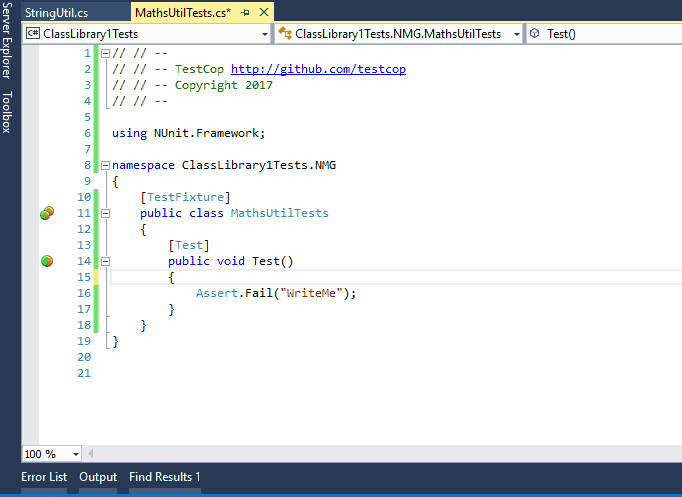 StringUtil.cs MathsUtilTests.cs*
Server Explorer
Toolbox
C# ClassLibrary1Tests ClassLibrary1Tests.NMG.MathsUtilTests Test()
1 // // --
2 // // -- TestCop http://github.com/testcop
3 // // -- Copyright 2017
4 // // --
5
6 using NUnit.Framework;
7
8 namespace ClassLibrary1Tests.NMG
9 {
10 [TestFixture]
11 public class MathsUtilTests
12 {
13 [Test]
14 public void Test()
15 {
16 Assert.Fail("WriteMe");
17 }
18 }
19 }
20
21
100 %
Error List Output Find Results 1